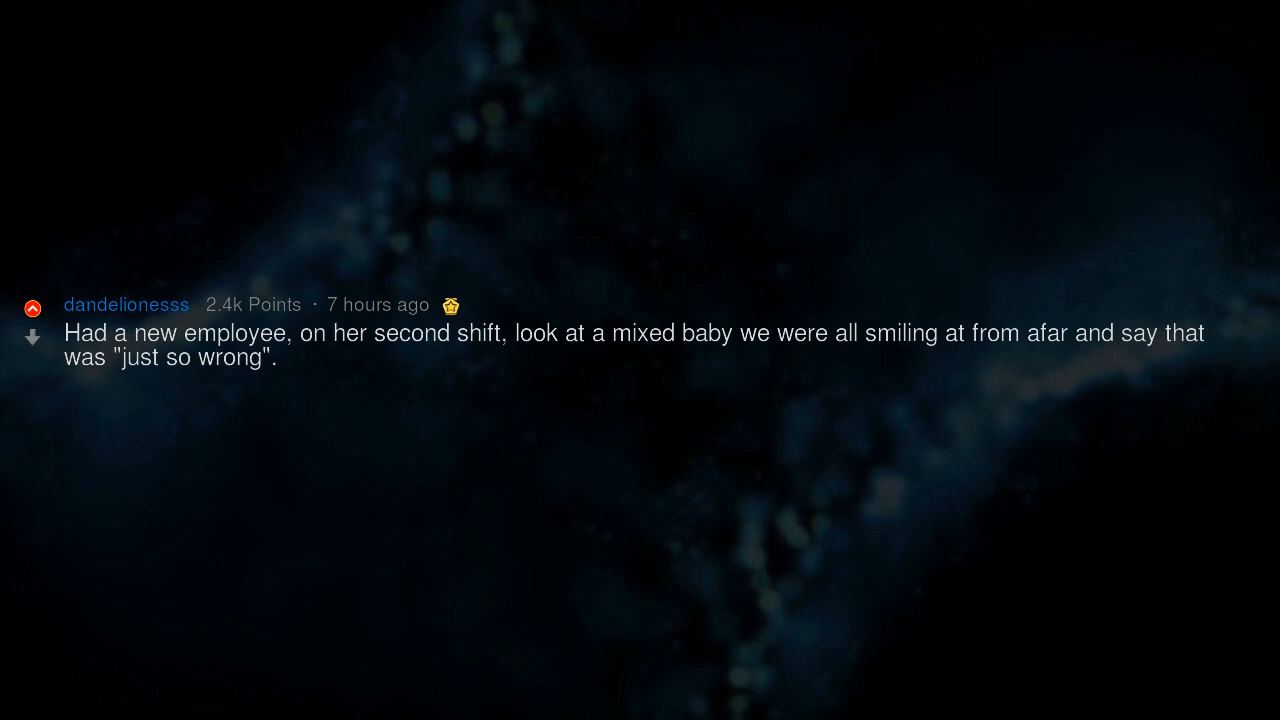 dandelionesss 2.4k Points · 7 hours ago
Had a new employee, on her second shift, look at a mixed baby we were all smiling at from afar and say that
was "just so wrong".